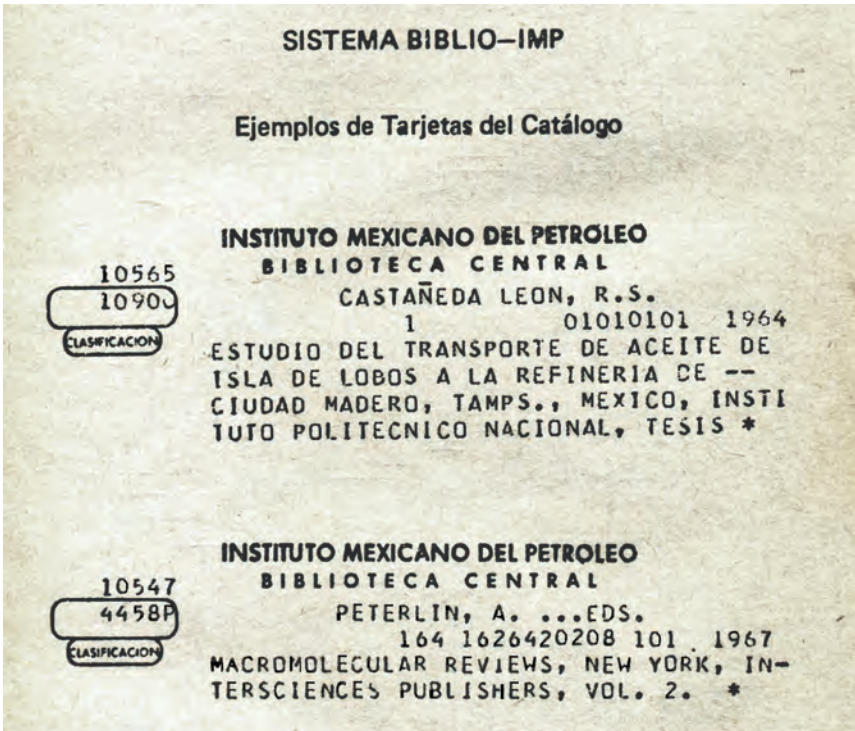 SISTEMA BIBLIO–IMP
Ejemplos de Tarjetas del Catálogo
INSTITUTO MEXICANO DEL PETROLEO
BIBLIOTECA CENTRAL
10565
10900
CLASIFICACION
CASTAÑEDA LEON, R.S.
1 01010101 1964
ESTUDIO DEL TRANSPORTE DE ACEITE DE
ISLA DE LOBOS A LA REFINERIA DE --
CIUDAD MADERO, TAMPS., MEXICO, INSTI
TUTO POLITECNICO NACIONAL, TESIS *
INSTITUTO MEXICANO DEL PETROLEO
BIBLIOTECA CENTRAL
10547
4458P
CLASIFICACION
PETERLIN, A. ...EDS.
164 1626420208 101 1967
MACROMOLECULAR REVIEWS, NEW YORK, IN-
TERSCIENCES PUBLISHERS, VOL. 2. *